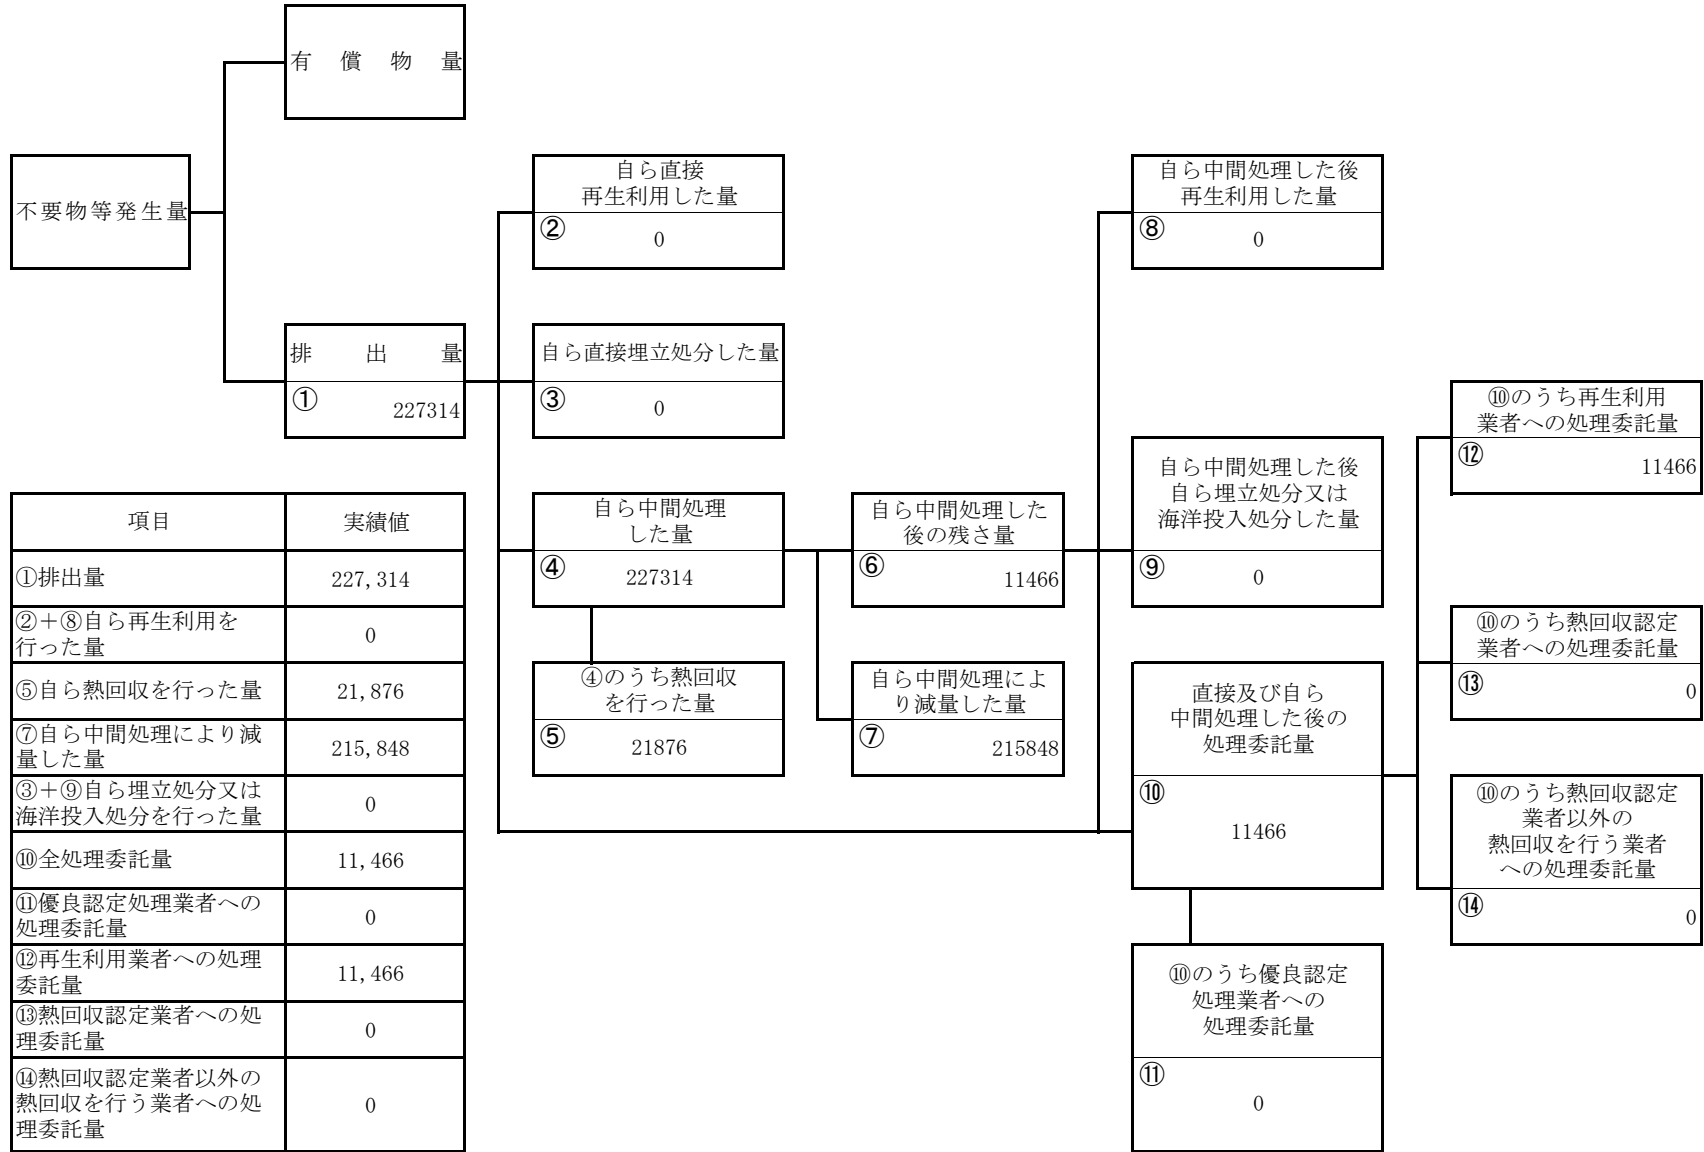 有償物量
不要物等発生量
自ら直接
再生利用した量
②
0
自ら中間処理した後
再生利用した量
⑧
0
排出量
①
227314
自ら直接埋立処分した量
③
0
⑩のうち再生利用
業者への処理委託量
⑫
11466
自ら中間処理した後
自ら埋立処分又は
海洋投入処分した量
⑨
0
自ら中間処理
した量
④
227314
自ら中間処理した
後の残さ量
⑥
11466
⑩のうち熱回収認定
業者への処理委託量
⑬
0
④のうち熱回収
を行った量
⑤
21876
自ら中間処理によ
り減量した量
⑦
215848
直接及び自ら
中間処理した後の
処理委託量
⑩
11466
⑩のうち熱回収認定
業者以外の
熱回収を行う業者
への処理委託量
⑭
0
⑩のうち優良認定
処理業者への
処理委託量
⑪
0
項目 実績値
①排出量 227,314
②＋⑧自ら再生利用を
行った量 0
⑤自ら熱回収を行った量 21,876
⑦自ら中間処理により減
量した量 215,848
③＋⑨自ら埋立処分又は
海洋投入処分を行った量 0
⑩全処理委託量 11,466
⑪優良認定処理業者への
処理委託量 0
⑫再生利用業者への処理
委託量 11,466
⑬熱回収認定業者への処
理委託量 0
⑭熱回収認定業者以外の
熱回収を行う業者への処
理委託量 0